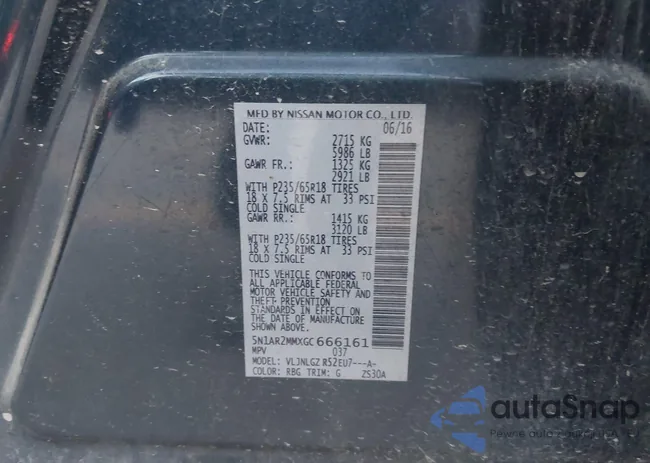 MFD BY NISSAN MOTOR CO., LTD.
DATE: 06/16
GVWR: 2715 KG
5986 LB
GAWR FR.: 1325 KG
2921 LB
WITH P235/65R18 TIRES
18 X 7.5 RIMS AT 33 PSI
COLD SINGLE
GAWR RR.: 1415 KG
3120 LB
WITH P235/65R18 TIRES
18 X 7.5 RIMS AT 33 PSI
COLD SINGLE
THIS VEHICLE CONFORMS TO
ALL APPLICABLE FEDERAL
MOTOR VEHICLE SAFETY AND
THEFT PREVENTION
STANDARDS IN EFFECT ON
THE DATE OF MANUFACTURE
SHOWN ABOVE.
5N1AR2MMXGC666161
MPV 037
MODEL: VLJNLGZ R52EU7---A-
COLOR: RBG TRIM: G ZS30A
autoSnap
Pewne auto z